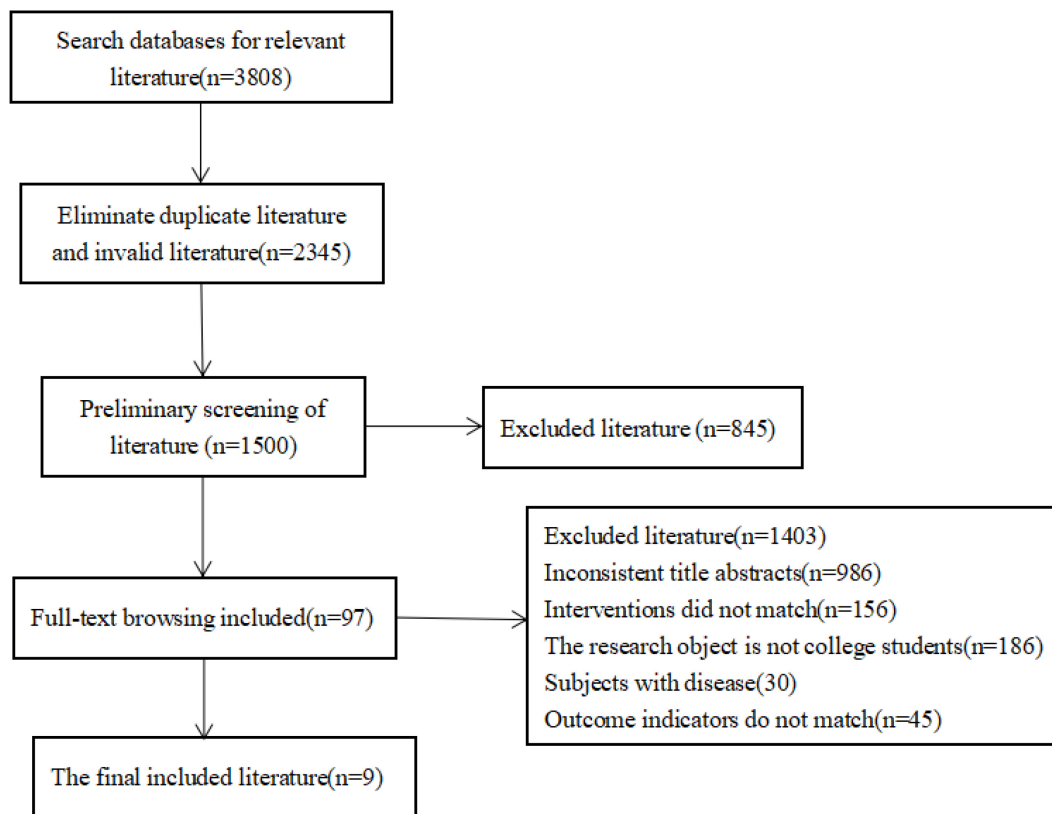 Search databases for relevant
literature(n=3808)
Eliminate duplicate literature
and invalid literature(n=2345)
Preliminary screening of
literature (n=1500)
Excluded literature (n=845)
Full-text browsing included(n=97)
Excluded literature(n=1403)
Inconsistent title abstracts(n=986)
Interventions did not match(n=156)
The research object is not college students(n=186)
Subjects with disease(30)
Outcome indicators do not match(n=45)
The final included literature(n=9)